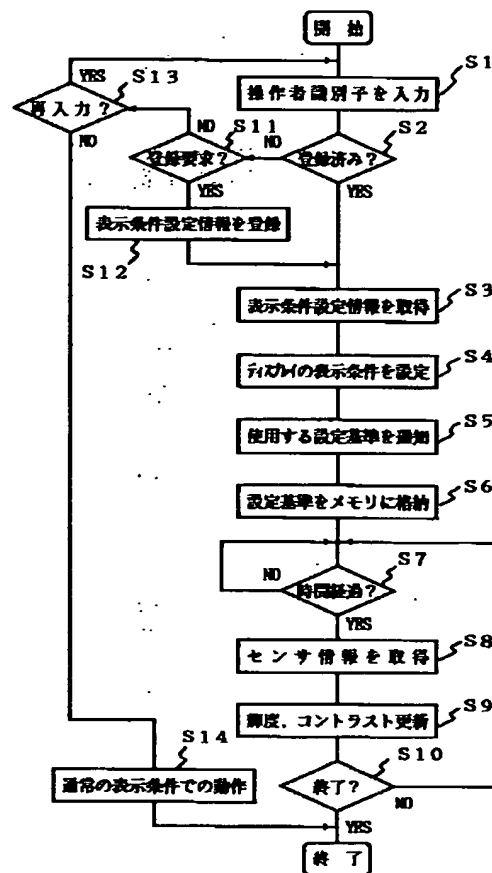 開始
S1
操作者識別子を入力
YES
S13
再入力？
NO
NO
S11
登録要求？
YES
NO
S2
登録済み？
YES
表示条件設定情報を登録
S12
S3
表示条件設定情報を取得
S4
ディスプレイの表示条件を設定
S5
使用する設定基準を通知
S6
設定基準をメモリに格納
S7
NO
時間経過？
YES
S8
センサ情報を取得
S9
輝度，コントラスト更新
S14
通常の表示条件での動作
S10
終了？
NO
YES
終了